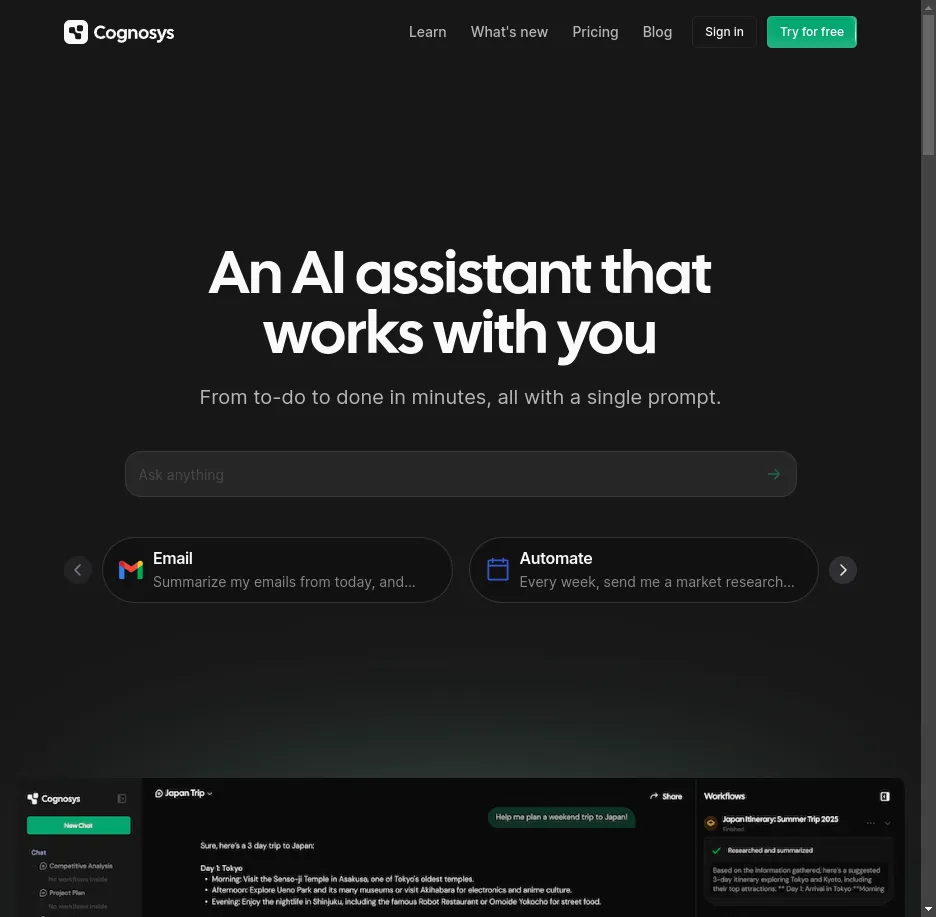 Cognosys
Learn
What's new
Pricing
Blog
Sign in
Try for free
An AI assistant that
works with you
From to-do to done in minutes, all with a single prompt.
Ask anything
Email
Summarize my emails from today, and...
Automate
Every week, send me a market research...
Cognosys
New Chat
Chat
Competitive Analysis
No workflows inside
Project Plan
No workflows inside
Japan Trip
Share
Help me plan a weekend trip to Japan!
Sure, here's a 3 day trip to Japan:
Day 1: Tokyo
• Morning: Visit the Senso-ji Temple in Asakusa, one of Tokyo's oldest temples.
• Afternoon: Explore Ueno Park and its many museums or visit Akihabara for electronics and anime culture.
• Evening: Enjoy the nightlife in Shinjuku, including the famous Robot Restaurant or Omoide Yokocho for street food.
Workflows
Japan Itinerary: Summer Trip 2025
Finished
Researched and summarized
Based on the information gathered, here's a suggested
3-day itinerary exploring Tokyo and Kyoto, including
their top attractions: ** Day 1: Arrival in Tokyo **Morning